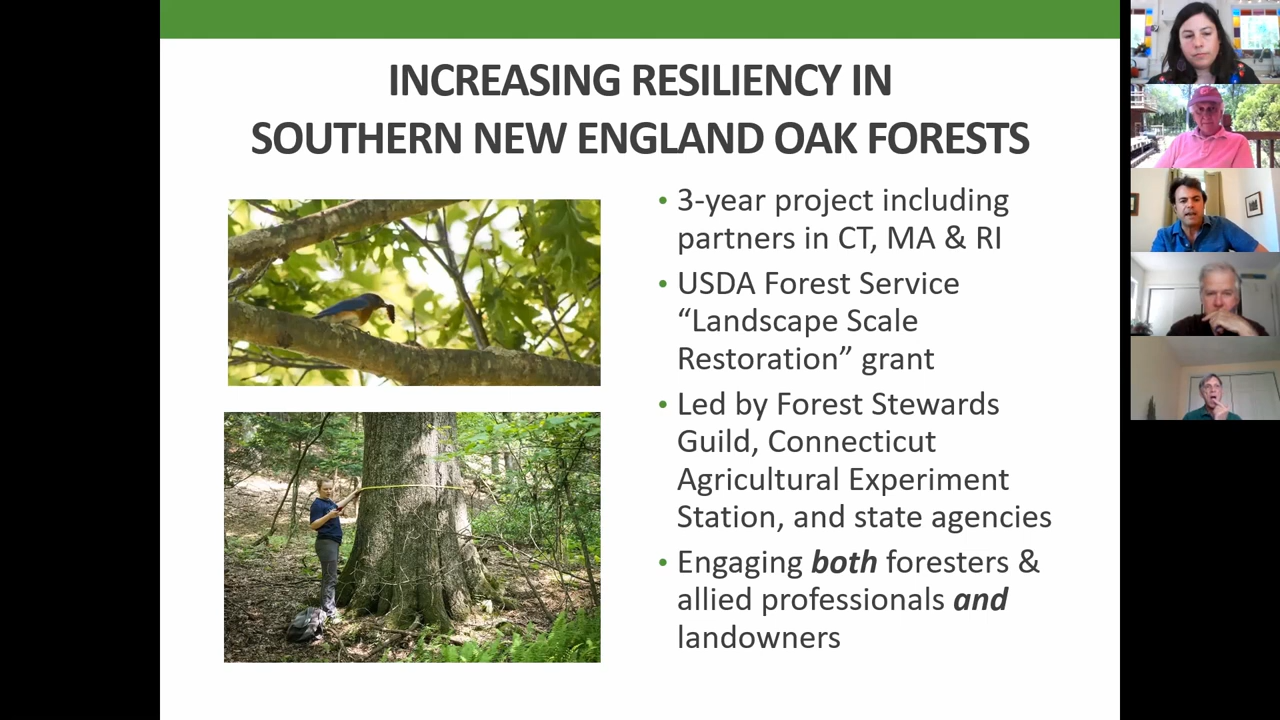 INCREASING RESILIENCY IN
SOUTHERN NEW ENGLAND OAK FORESTS
• 3-year project including
partners in CT, MA & RI
• USDA Forest Service
“Landscape Scale
Restoration” grant
• Led by Forest Stewards
Guild, Connecticut
Agricultural Experiment
Station, and state agencies
• Engaging both foresters &
allied professionals and
landowners